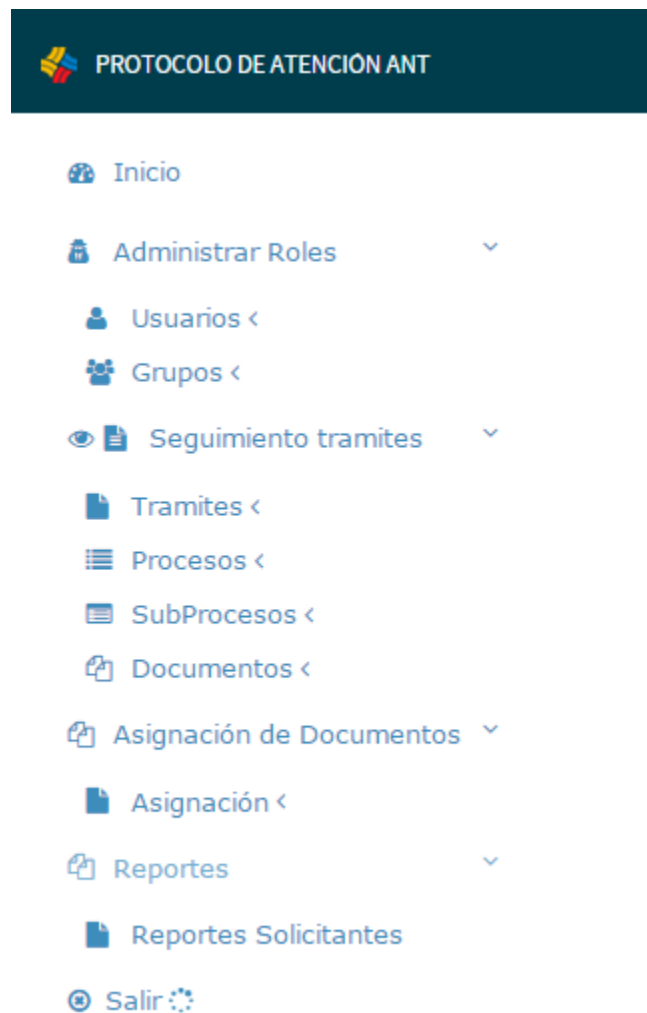 PROTOCOLO DE ATENCIÓN ANT
Inicio
Administrar Roles
Usuarios <
Grupos <
Seguimiento tramites
Tramites <
Procesos <
SubProcesos <
Documentos <
Asignación de Documentos
Asignación <
Reportes
Reportes Solicitantes
Salir